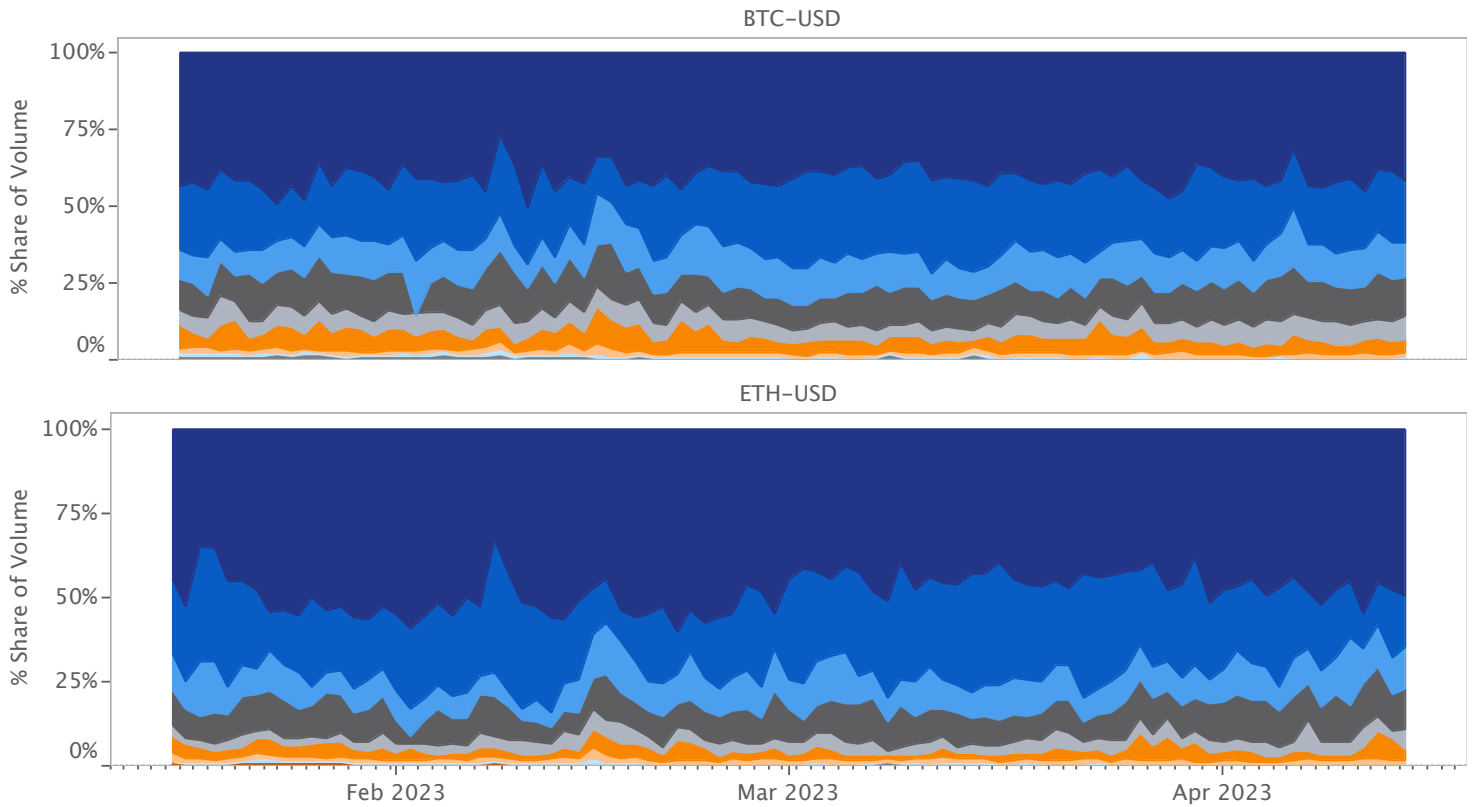 BTC–USD
100%
75%
50%
25%
0%
% Share of Volume
ETH–USD
100%
75%
50%
25%
0%
% Share of Volume
Feb 2023
Mar 2023
Apr 2023